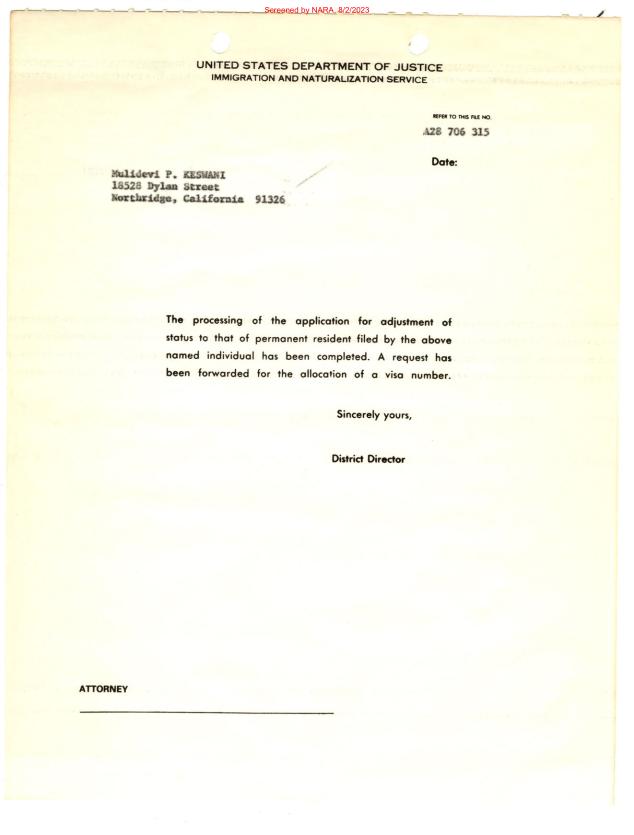 Screened by NARA, 8/2/2023
UNITED STATES DEPARTMENT OF JUSTICE
IMMIGRATION AND NATURALIZATION SERVICE
REFER TO THIS FILE NO.
A28 706 315
Date:
Mulidevi P. KESWANI
18528 Dylan Street
Northridge, California 91326
The processing of the application for adjustment of
status to that of permanent resident filed by the above
named individual has been completed. A request has
been forwarded for the allocation of a visa number.
Sincerely yours,
District Director
ATTORNEY